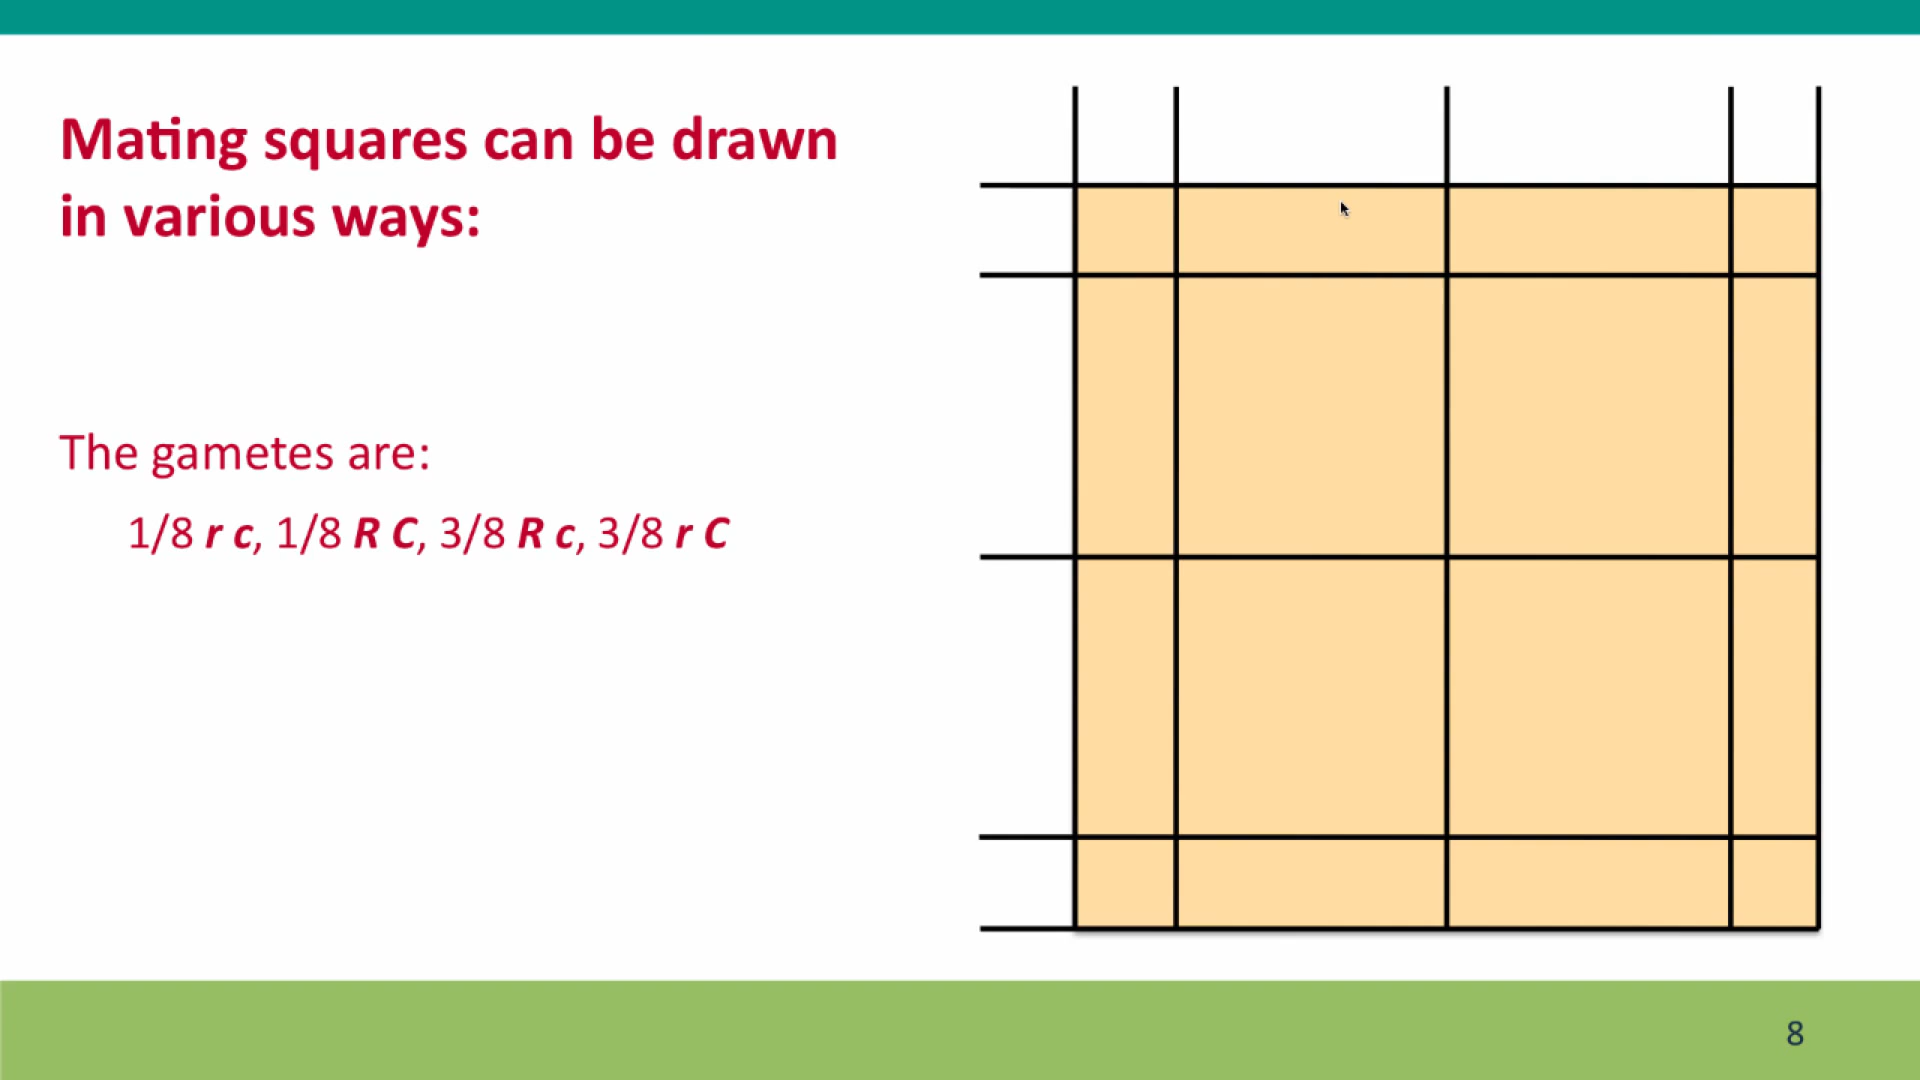 Mating squares can be drawn
in various ways:
The gametes are:
1/8 r c, 1/8 R C, 3/8 R c, 3/8 r C
8